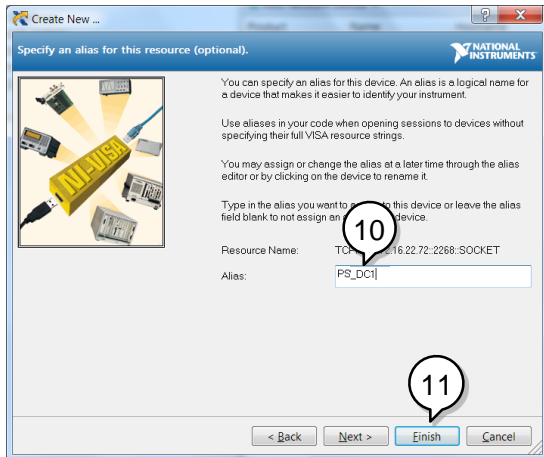 Create New ...
Specify an alias for this resource (optional).
NATIONAL
INSTRUMENTS
NI-VISA
You can specify an alias for this device. An alias is a logical name for
a device that makes it easier to identify your instrument.
Use aliases in your code when opening sessions to devices without
specifying their full VISA resource strings.
You may assign or change the alias at a later time through the alias
editor or by clicking on the device to rename it.
Type in the alias you want to this device or leave the alias
field blank to not assign an device.
10
Resource Name: 16.22.72::2268::SOCKET
Alias: PS_DC1
11
< Back Next > Finish Cancel